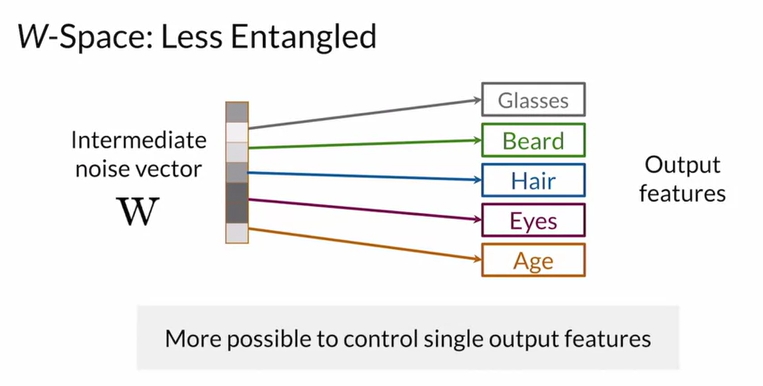 W-Space: Less Entangled
Intermediate
noise vector
W
Glasses
Beard
Hair
Eyes
Age
Output
features
More possible to control single output features